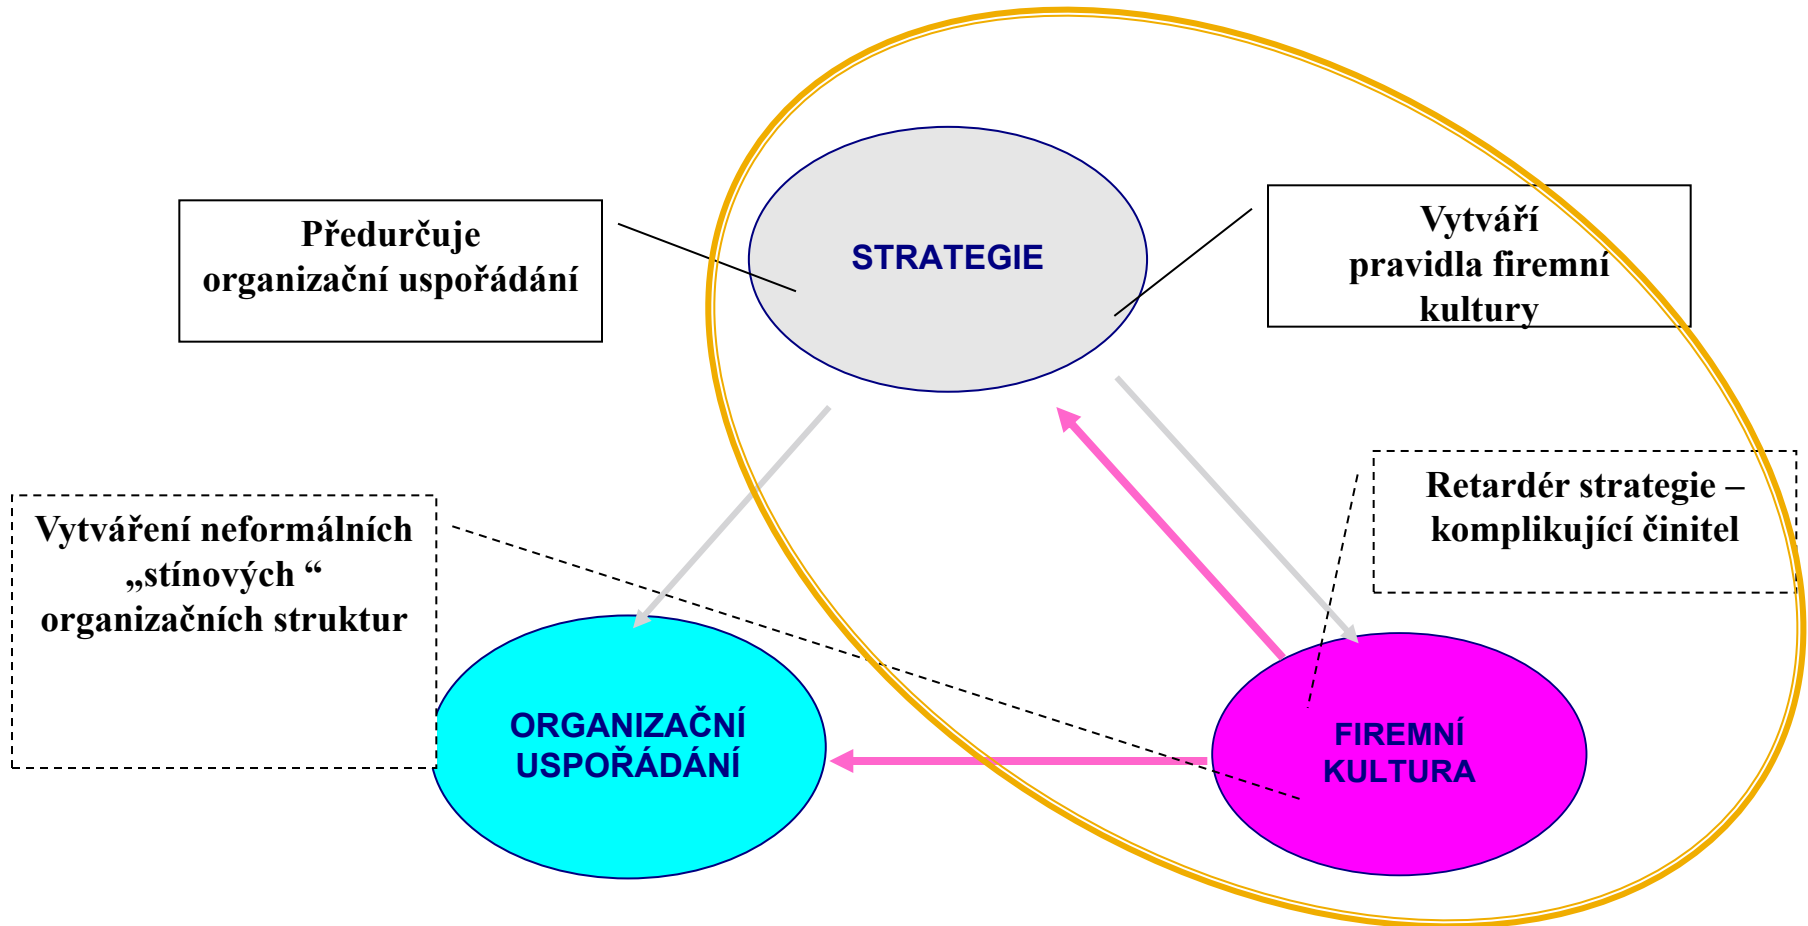 STRATEGIE
Předurčuje
organizační uspořádání
Vytváří
pravidla firemní
kultury
Retardér strategie –
komplikující činitel
Vytváření neformálních
„stínových “
organizačních struktur
ORGANIZAČNÍ
USPOŘÁDÁNÍ
FIREMNÍ
KULTURA